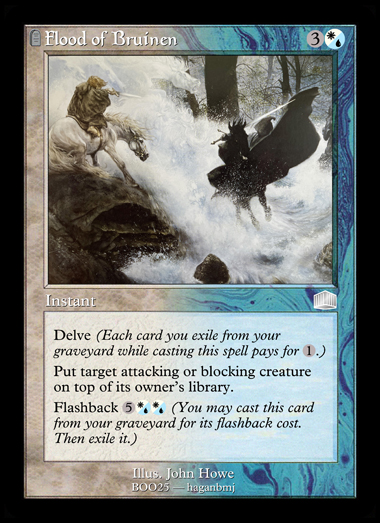 Flood of Bruinen 3
Instant
Delve (Each card you exile from your
graveyard while casting this spell pays for 1.)
Put target attacking or blocking creature
on top of its owner's library.
Flashback 5 (You may cast this card
from your graveyard for its flashback cost.
Then exile it.)
Illus. John Howe
BOO25 — haganbmj